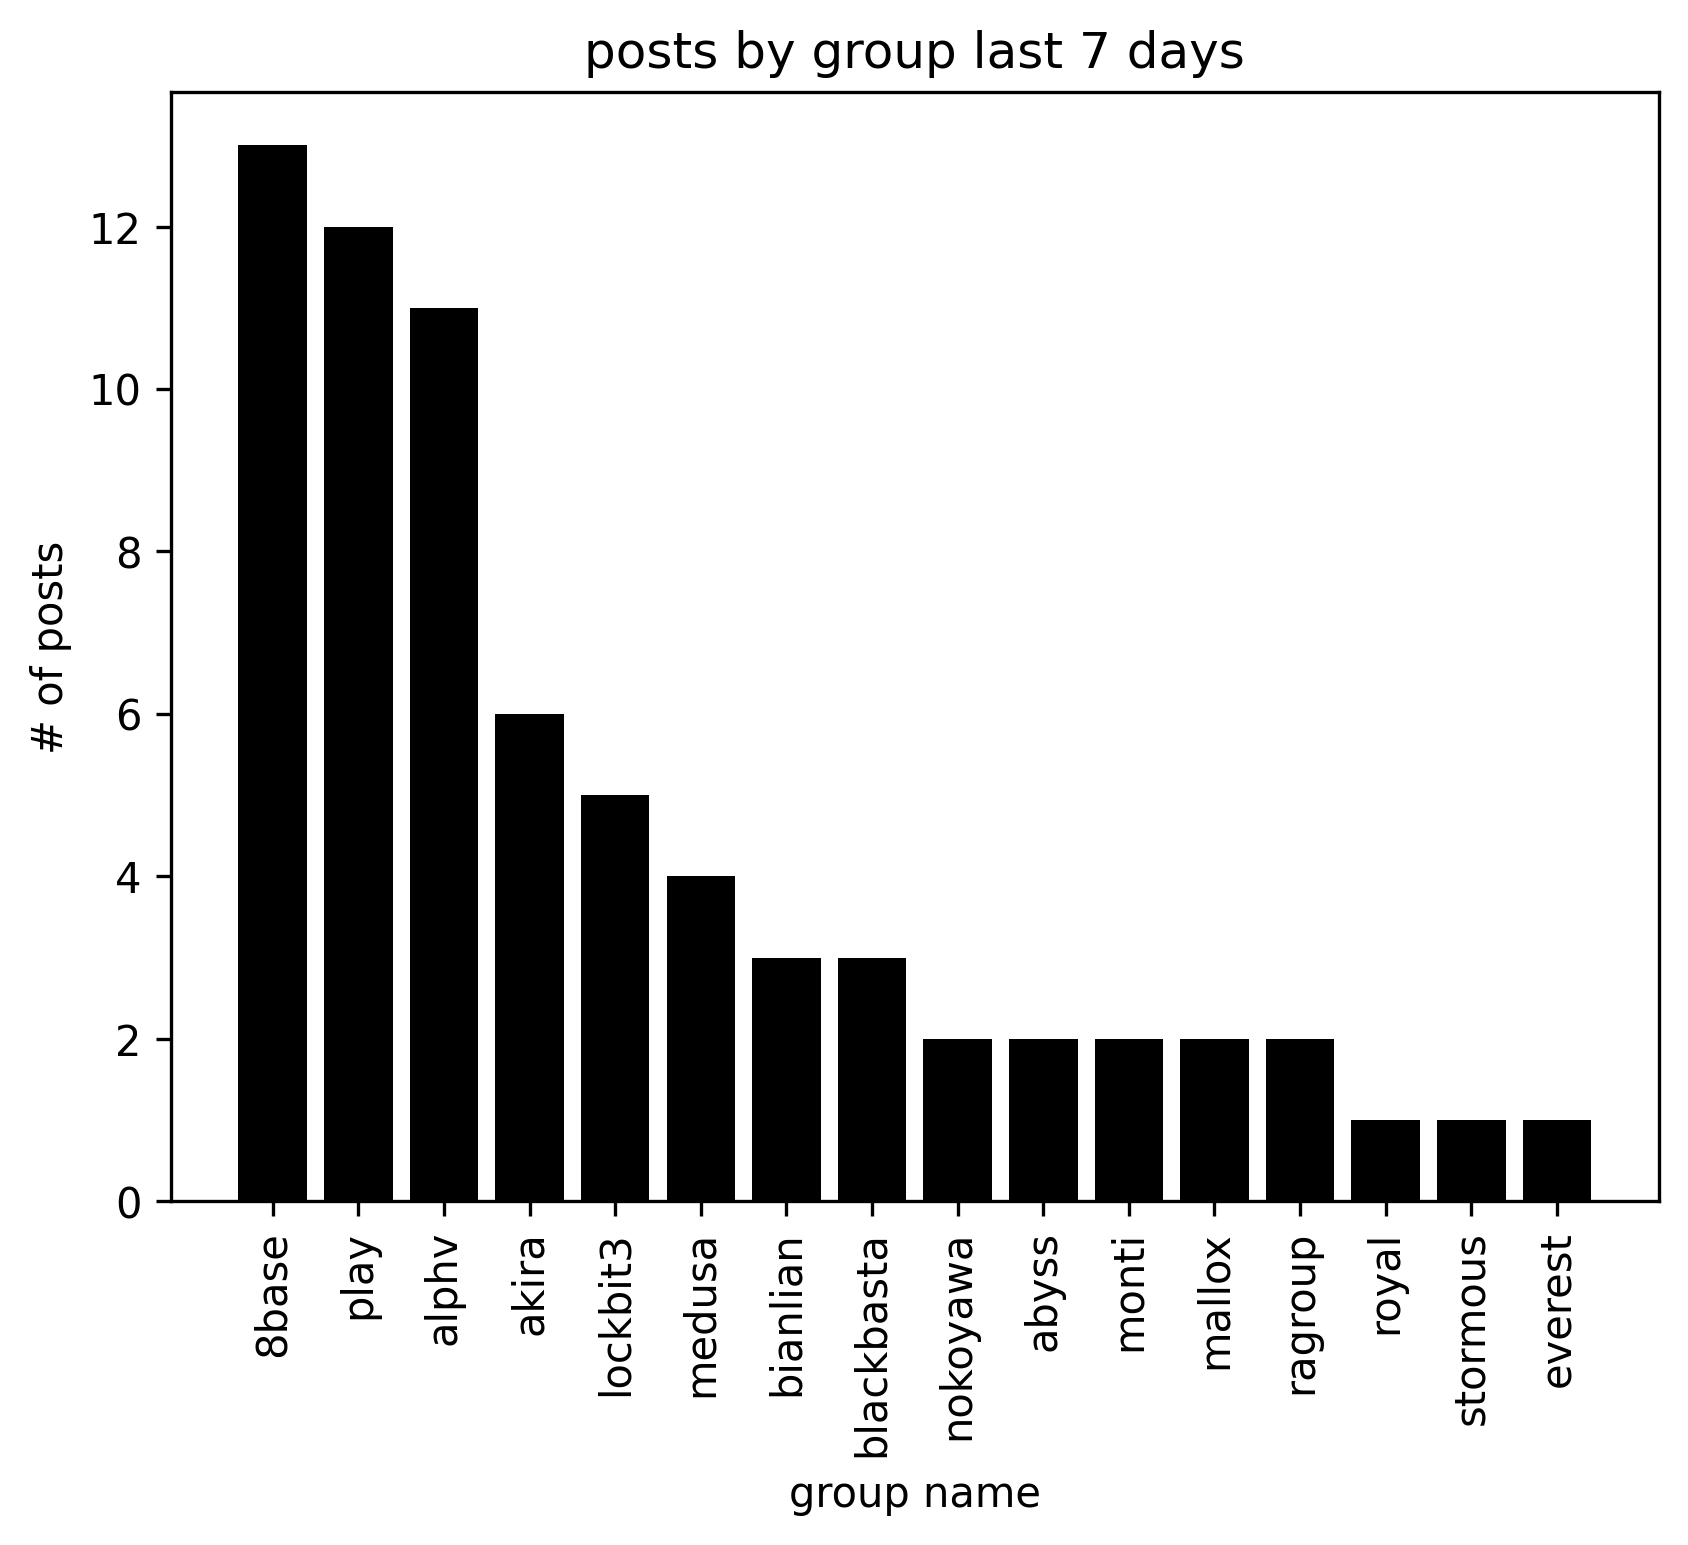 posts by group last 7 days
# of posts
12
10
8
6
4
2
0
8base
play
alphv
akira
lockbit3
medusa
bianlian
blackbasta
nokoyawa
abyss
monti
mallox
ragroup
royal
stormous
everest
group name